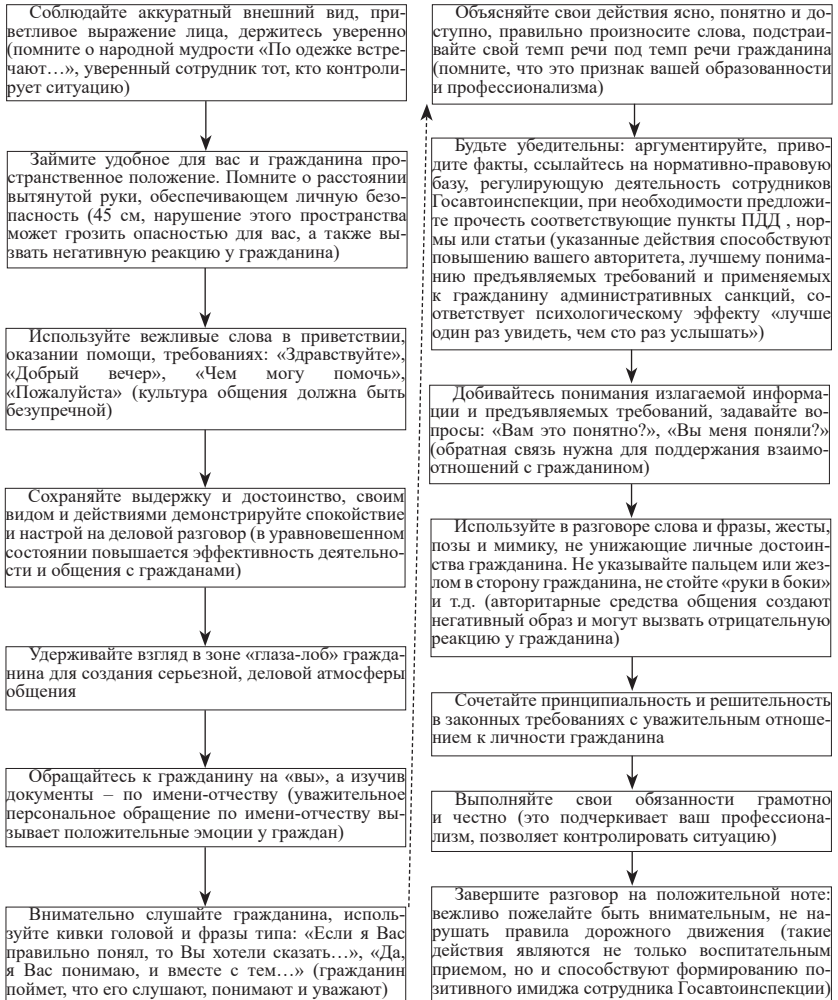 Соблюдайте аккуратный внешний вид, при-
ветливое выражение лица, держитесь уверенно
(помните о народной мудрости «По одежке встре-
чают…», уверенный сотрудник тот, кто контроли-
рует ситуацию)
Займите удобное для вас и гражданина про-
странственное положение. Помните о расстоянии
вытянутой руки, обеспечивающем личную безо-
пасность (45 см, нарушение этого пространства
может грозить опасностью для вас, а также вы-
звать негативную реакцию у гражданина)
Используйте вежливые слова в приветствии,
оказании помощи, требованиях: «Здравствуйте»,
«Добрый вечер», «Чем могу помочь»,
«Пожалуйста» (культура общения должна быть
безупречной)
Сохраняйте выдержку и достоинство, своим
видом и действиями демонстрируйте спокойствие
и настрой на деловой разговор (в уравновешенном
состоянии повышается эффективность деятельно-
сти и общения с гражданами)
Удерживайте взгляд в зоне «глаза-лоб» гражда-
нина для создания серьезной, деловой атмосферы
общения
Обращайтесь к гражданину на «вы», а изучив
документы – по имени-отчеству (уважительное
персональное обращение по имени-отчеству вы-
зывает положительные эмоции у граждан)
Внимательно слушайте гражданина, исполь-
зуйте кивки головой и фразы типа: «Если я Вас
правильно понял, то Вы хотели сказать…», «Да,
я Вас понимаю, и вместе с тем…» (гражданин
поймет, что его слушают, понимают и уважают)
Объясняйте свои действия ясно, понятно и до-
ступно, правильно произносите слова, подстраи-
вайте свой темп речи под темп речи гражданина
(помните, что это признак вашей образованности
и профессионализма)
Будьте убедительны: аргументируйте, приво-
дите факты, ссылайтесь на нормативно-правовую
базу, регулирующую деятельность сотрудников
Госавтоинспекции, при необходимости предложи-
те прочесть соответствующие пункты ПДД , нор-
мы или статьи (указанные действия способствуют
повышению вашего авторитета, лучшему понима-
нию предъявляемых требований и применяемых
к гражданину административных санкций, со-
ответствует психологическому эффекту «лучше
один раз увидеть, чем сто раз услышать»)
Добивайтесь понимания излагаемой информа-
ции и предъявляемых требований, задавайте во-
просы: «Вам это понятно?», «Вы меня поняли?»
(обратная связь нужна для поддержания взаимо-
отношений с гражданином)
Используйте в разговоре слова и фразы, жесты,
позы и мимику, не унижающие личные достоин-
ства гражданина. Не указывайте пальцем или жез-
лом в сторону гражданина, не стойте «руки в боки»
и т.д. (авторитарные средства общения создают
негативный образ и могут вызвать отрицательную
реакцию у гражданина)
Сочетайте принципиальность и решительность
в законных требованиях с уважительным отноше-
нием к личности гражданина
Выполняйте свои обязанности грамотно
и честно (это подчеркивает ваш профессиона-
лизм, позволяет контролировать ситуацию)
Завершите разговор на положительной ноте:
вежливо пожелайте быть внимательным, не на-
рушать правила дорожного движения (такие
действия являются не только воспитательным
приемом, но и способствуют формированию по-
зитивного имиджа сотрудника Госавтоинспекции)